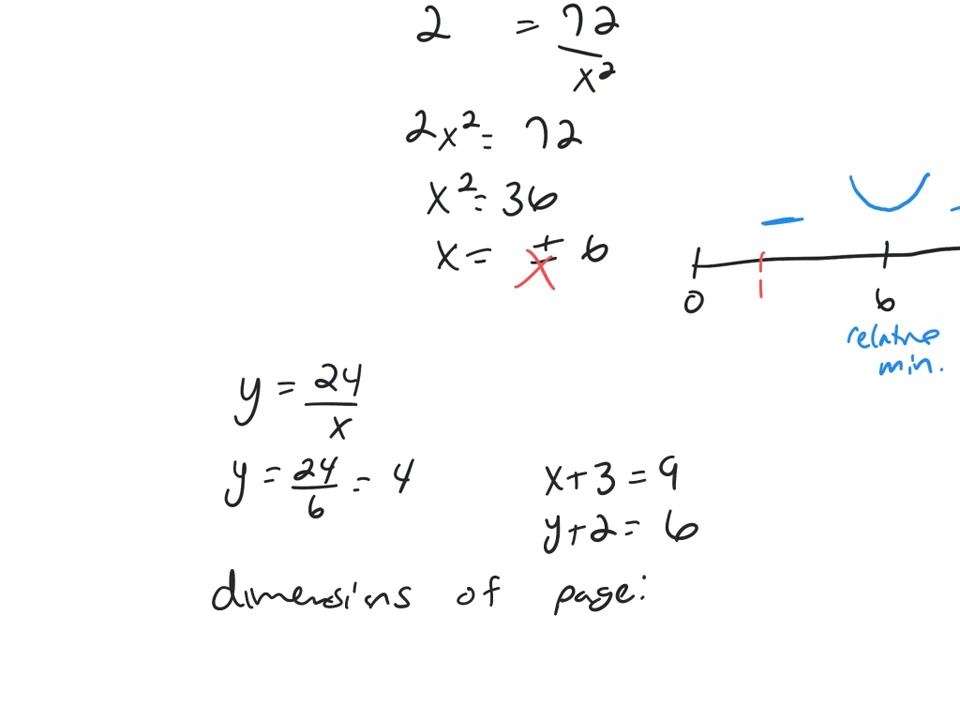 2 = 72/x²
2x² = 72
x² = 36
x = ± 6
0 1 6
relative
min.
y = 24/x
y = 24/6 = 4
x+3 = 9
y+2 = 6
dimensions of page: